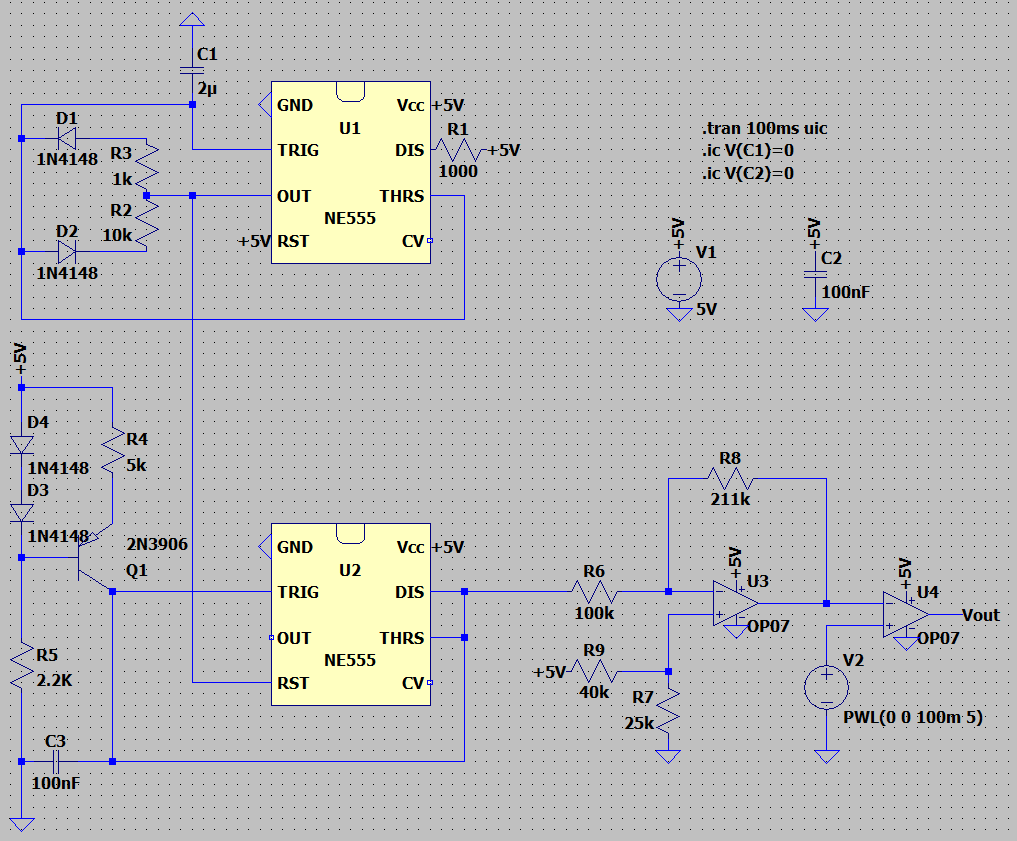 C1
2µ
D1
1N4148
R3
1k
R2
10k
D2
1N4148
GND
VCC
+5V
U1
R1
TRIG
DIS
+5V
1000
OUT
THRS
NE555
+5V
RST
CV
.tran 100ms uic
.ic V(C1)=0
.ic V(C2)=0
+5V
V1
5V
+5V
C2
100nF
+5V
D4
1N4148
D3
1N4148
R4
5k
2N3906
Q1
R5
2.2K
C3
100nF
GND
VCC
+5V
U2
TRIG
DIS
OUT
THRS
NE555
RST
CV
R8
211k
R6
100k
+5V
U3
OP07
R9
+5V
40k
R7
25k
+5V
U4
OP07
Vout
V2
PWL(0 0 100m 5)